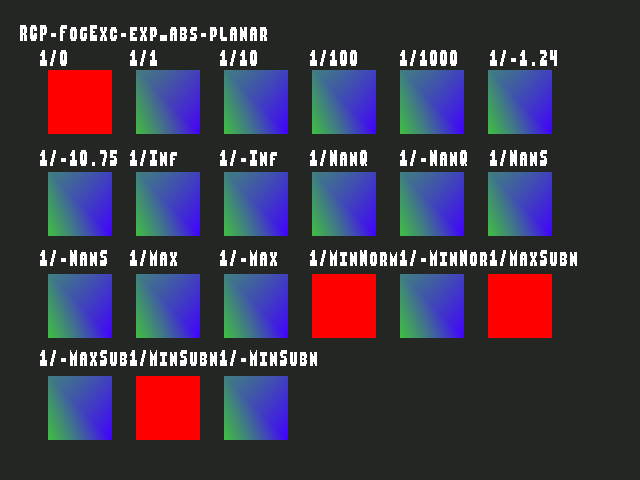 RCP-FogExc-exp_abs-planar
1/0 1/1 1/10 1/100 1/1000 1/-1.24
1/-10.75 1/Inf 1/-Inf 1/NanQ 1/-NanQ 1/NanS
1/-NanS 1/Max 1/-Max 1/MinNorm1/-MinNor1/MaxSubN
1/-MaxSub1/MinSubN1/-MinSubN